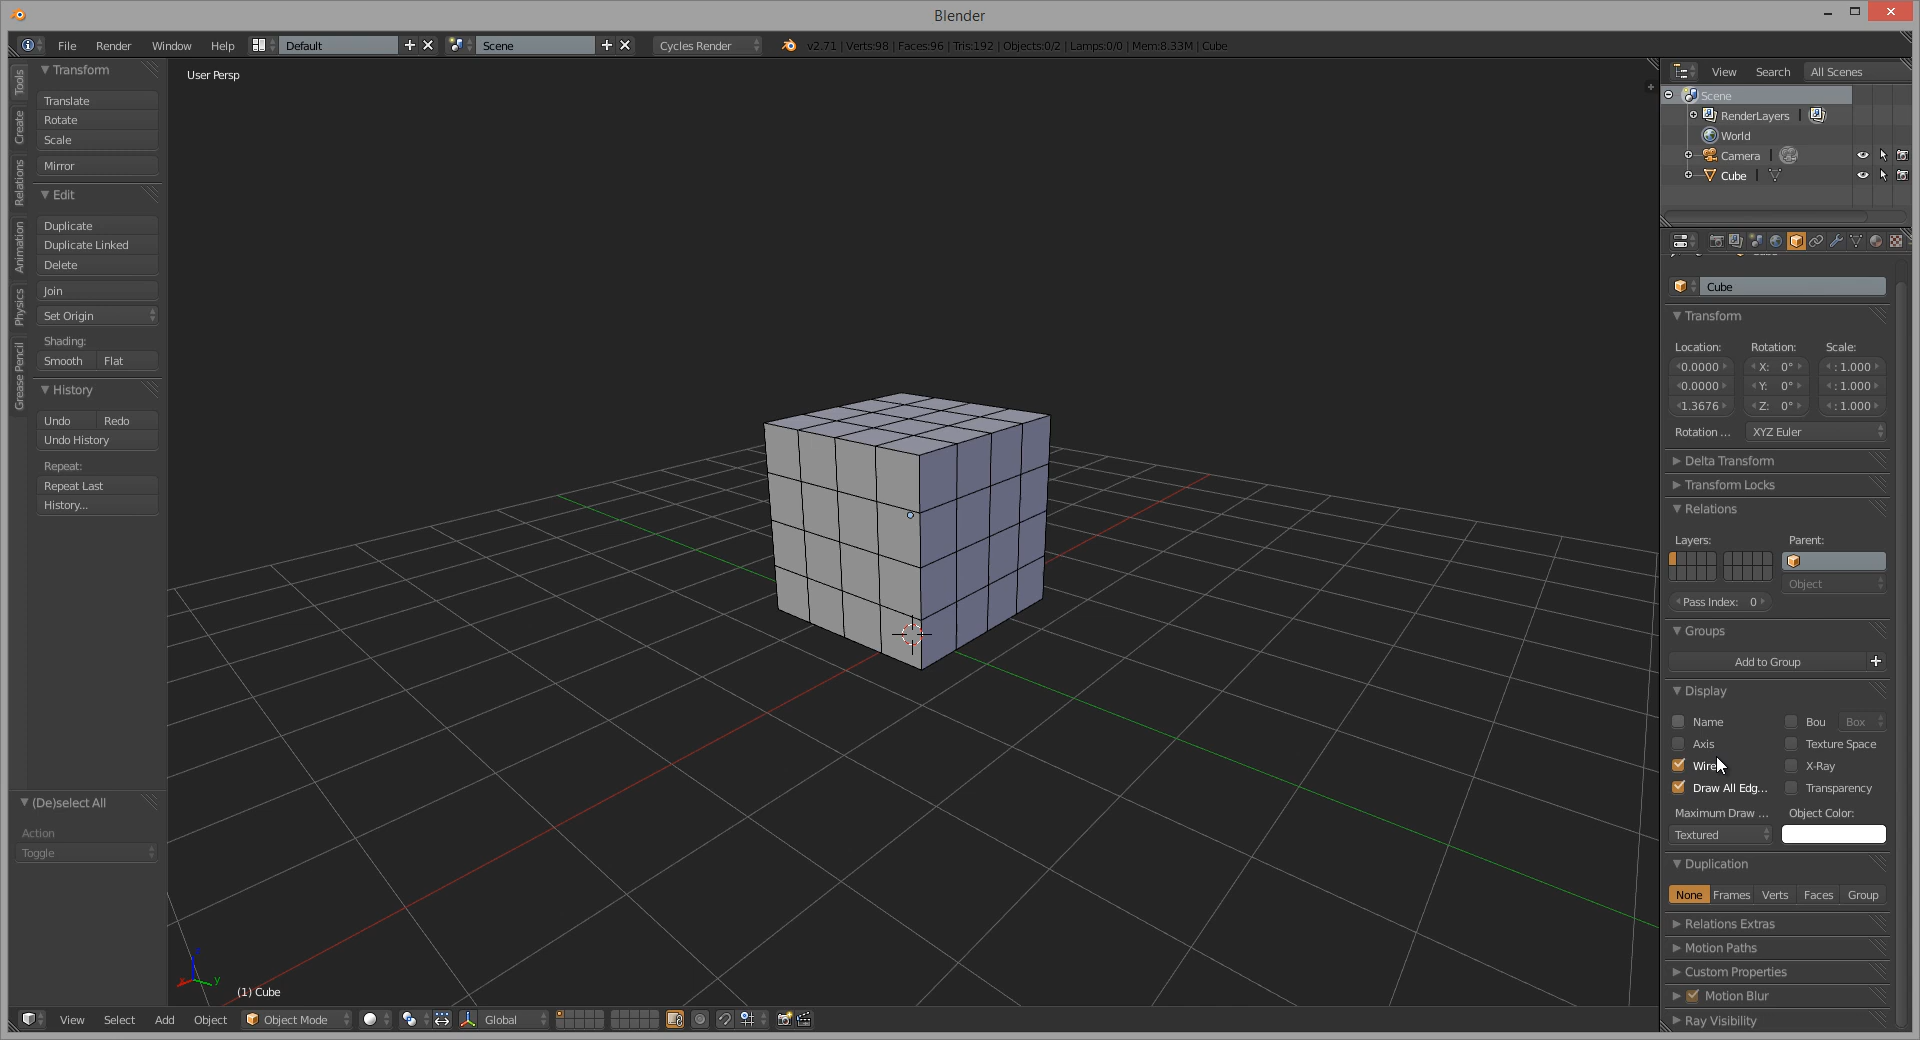 Blender
File Render Window Help Default Scene Cycles Render v2.71 | Verts:98 | Faces:96 | Tris:192 | Objects:0/2 | Lamps:0/0 | Mem:8.33M | Cube
Tools
Create
Relations
Animation
Physics
Grease Pencil
Transform
Translate
Rotate
Scale
Mirror
Edit
Duplicate
Duplicate Linked
Delete
Join
Set Origin
Shading:
Smooth Flat
History
Undo Redo
Undo History
Repeat:
Repeat Last
History...
(De)select All
Action
Toggle
User Persp
(1) Cube
View Select Add Object Object Mode Global
View Search All Scenes
Scene
RenderLayers |
World
Camera |
Cube |
Cube
Transform
Location: Rotation: Scale:
0.0000 X: 0° : 1.000
0.0000 Y: 0° : 1.000
1.3676 Z: 0° : 1.000
Rotation ... XYZ Euler
Delta Transform
Transform Locks
Relations
Layers: Parent:
Object
Pass Index: 0
Groups
Add to Group
Display
Name Bou Box
Axis Texture Space
Wire X-Ray
Draw All Edg... Transparency
Maximum Draw ... Object Color:
Textured
Duplication
None Frames Verts Faces Group
Relations Extras
Motion Paths
Custom Properties
Motion Blur
Ray Visibility